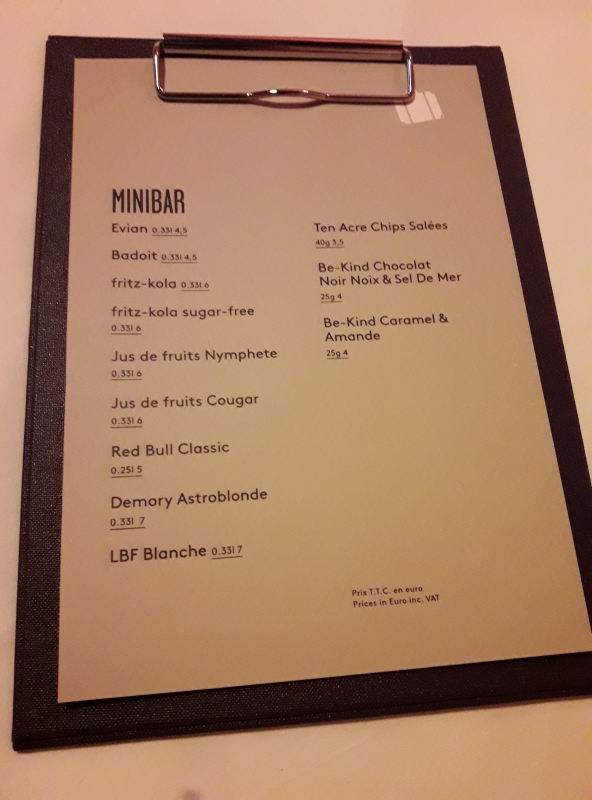 MINIBAR
Evian 0.33l 4,5
Badoit 0.33l 4,5
fritz-kola 0.33l 6
fritz-kola sugar-free
0.33l 6
Jus de fruits Nymphete
0.33l 6
Jus de fruits Cougar
0.33l 6
Red Bull Classic
0.25l 5
Demory Astroblonde
0.33l 7
LBF Blanche 0.33l 7
Ten Acre Chips Salées
40g 3,5
Be-Kind Chocolat
Noir Noix & Sel De Mer
25g 4
Be-Kind Caramel &
Amande
25g 4
Prix T.T.C. en euro
Prices in Euro inc. VAT